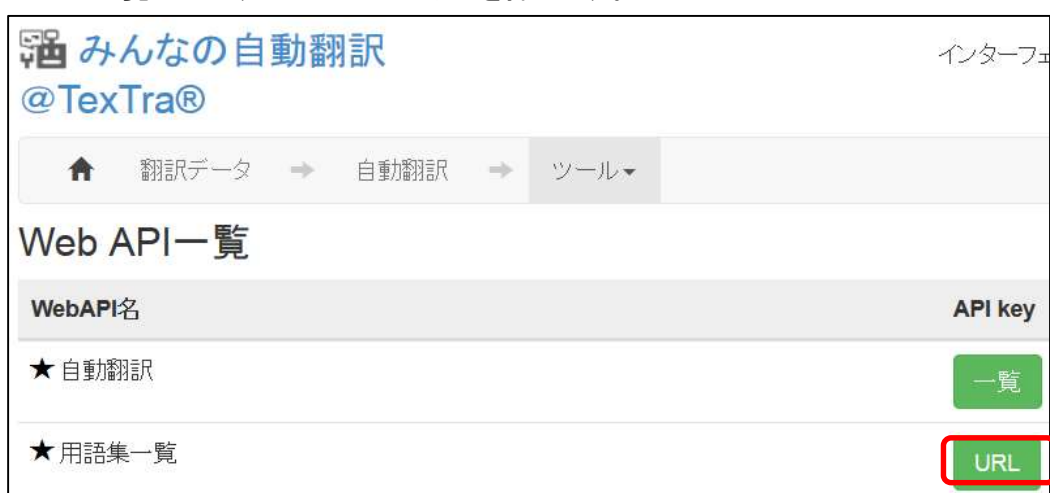 みんなの自動翻訳
@TexTra®
インターフェ
翻訳データ ➡ 自動翻訳 ➡ ツール▼
Web API一覧
WebAPI名 API key
★自動翻訳 一覧
★用語集一覧 URL